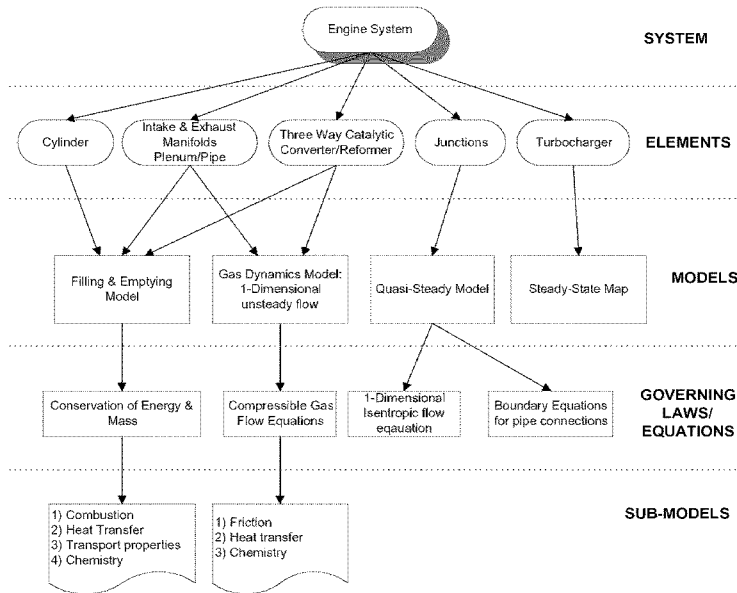 Engine System
SYSTEM
Cylinder
Intake & Exhaust
Manifolds
Plenum/Pipe
Three Way Catalytic
Converter/Reformer
Junctions
Turbocharger
ELEMENTS
Filling & Emptying
Model
Gas Dynamics Model:
1-Dimensional
unsteady flow
Quasi-Steady Model
Steady-State Map
MODELS
Conservation of Energy &
Mass
Compressible Gas
Flow Equations
1-Dimensional
Isentropic flow
eqauation
Boundary Equations
for pipe connections
GOVERNING
LAWS/
EQUATIONS
1) Combustion
2) Heat Transfer
3) Transport properties
4) Chemistry
1) Friction
2) Heat transfer
3) Chemistry
SUB-MODELS